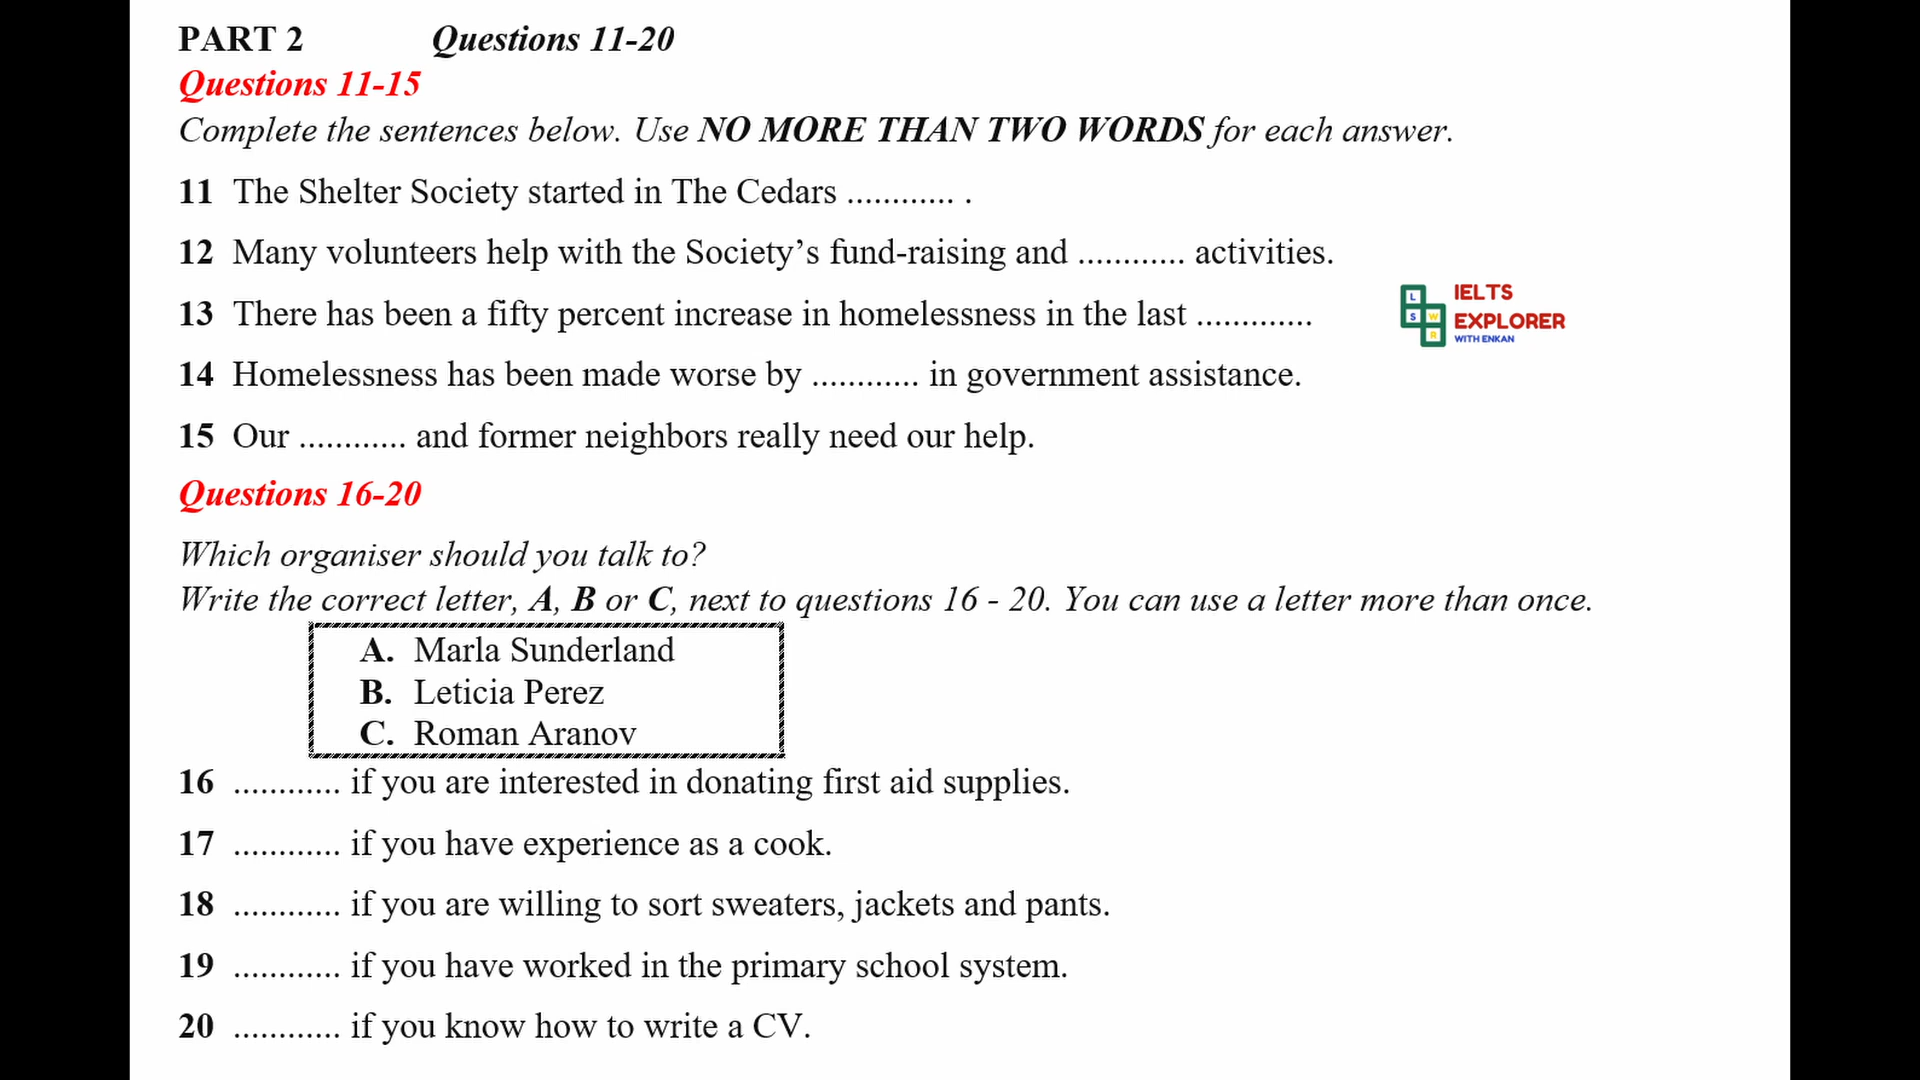 PART 2 Questions 11-20
Questions 11-15
Complete the sentences below. Use NO MORE THAN TWO WORDS for each answer.
11 The Shelter Society started in The Cedars ............ .
12 Many volunteers help with the Society’s fund-raising and ............ activities.
13 There has been a fifty percent increase in homelessness in the last .............
L
S W
R
IELTS
EXPLORER
WITH ENKAN
14 Homelessness has been made worse by ............ in government assistance.
15 Our ............ and former neighbors really need our help.
Questions 16-20
Which organiser should you talk to?
Write the correct letter, A, B or C, next to questions 16 - 20. You can use a letter more than once.
A. Marla Sunderland
B. Leticia Perez
C. Roman Aranov
16 ............ if you are interested in donating first aid supplies.
17 ............ if you have experience as a cook.
18 ............ if you are willing to sort sweaters, jackets and pants.
19 ............ if you have worked in the primary school system.
20 ............ if you know how to write a CV.